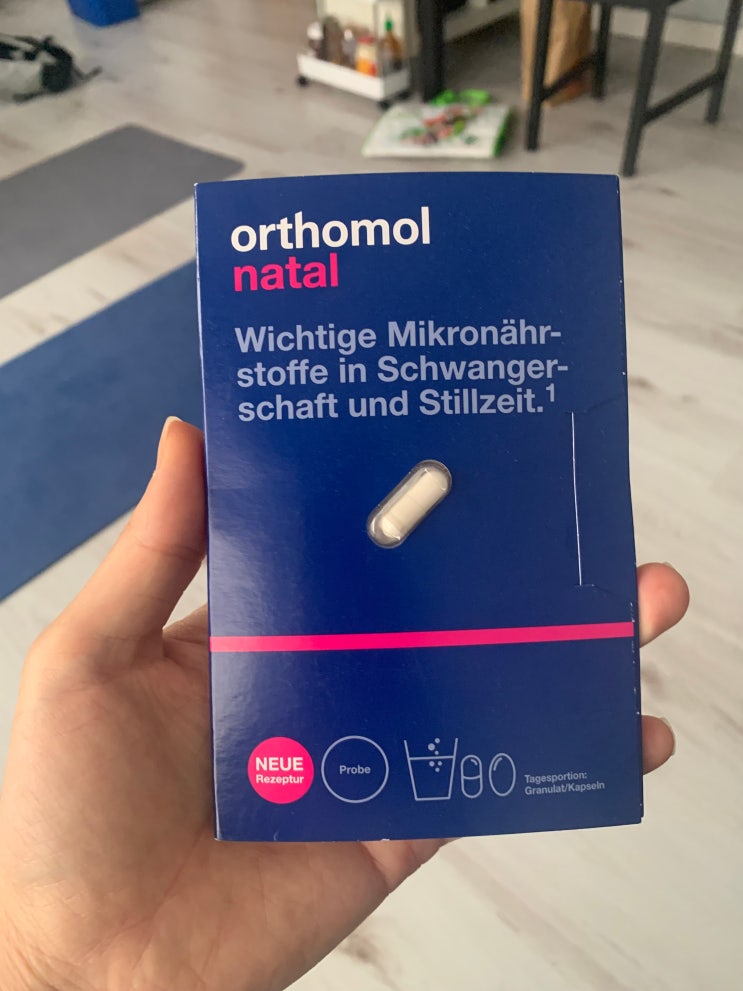 orthomol
natal
Wichtige Mikronähr-
stoffe in Schwanger-
schaft und Stillzeit.¹
NEUE
Rezeptur
Probe
Tagesportion:
Granulat/Kapseln